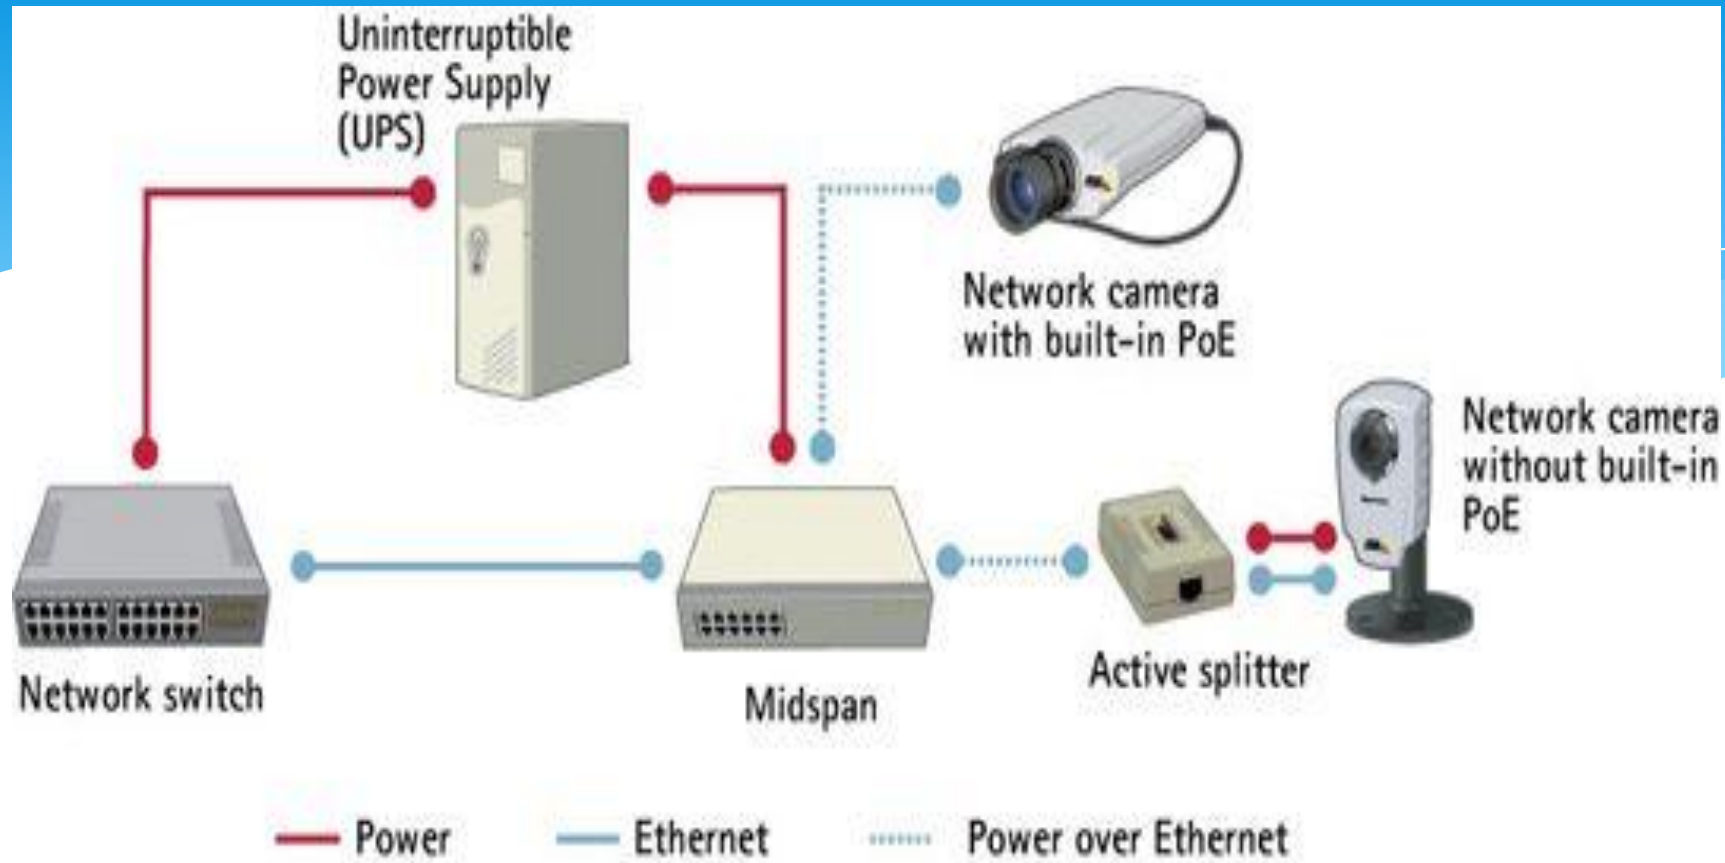 Uninterruptible
Power Supply
(UPS)
Network camera
with built-in PoE
Network camera
without built-in
PoE
Network switch
Midspan
Active splitter
Power
Ethernet
Power over Ethernet